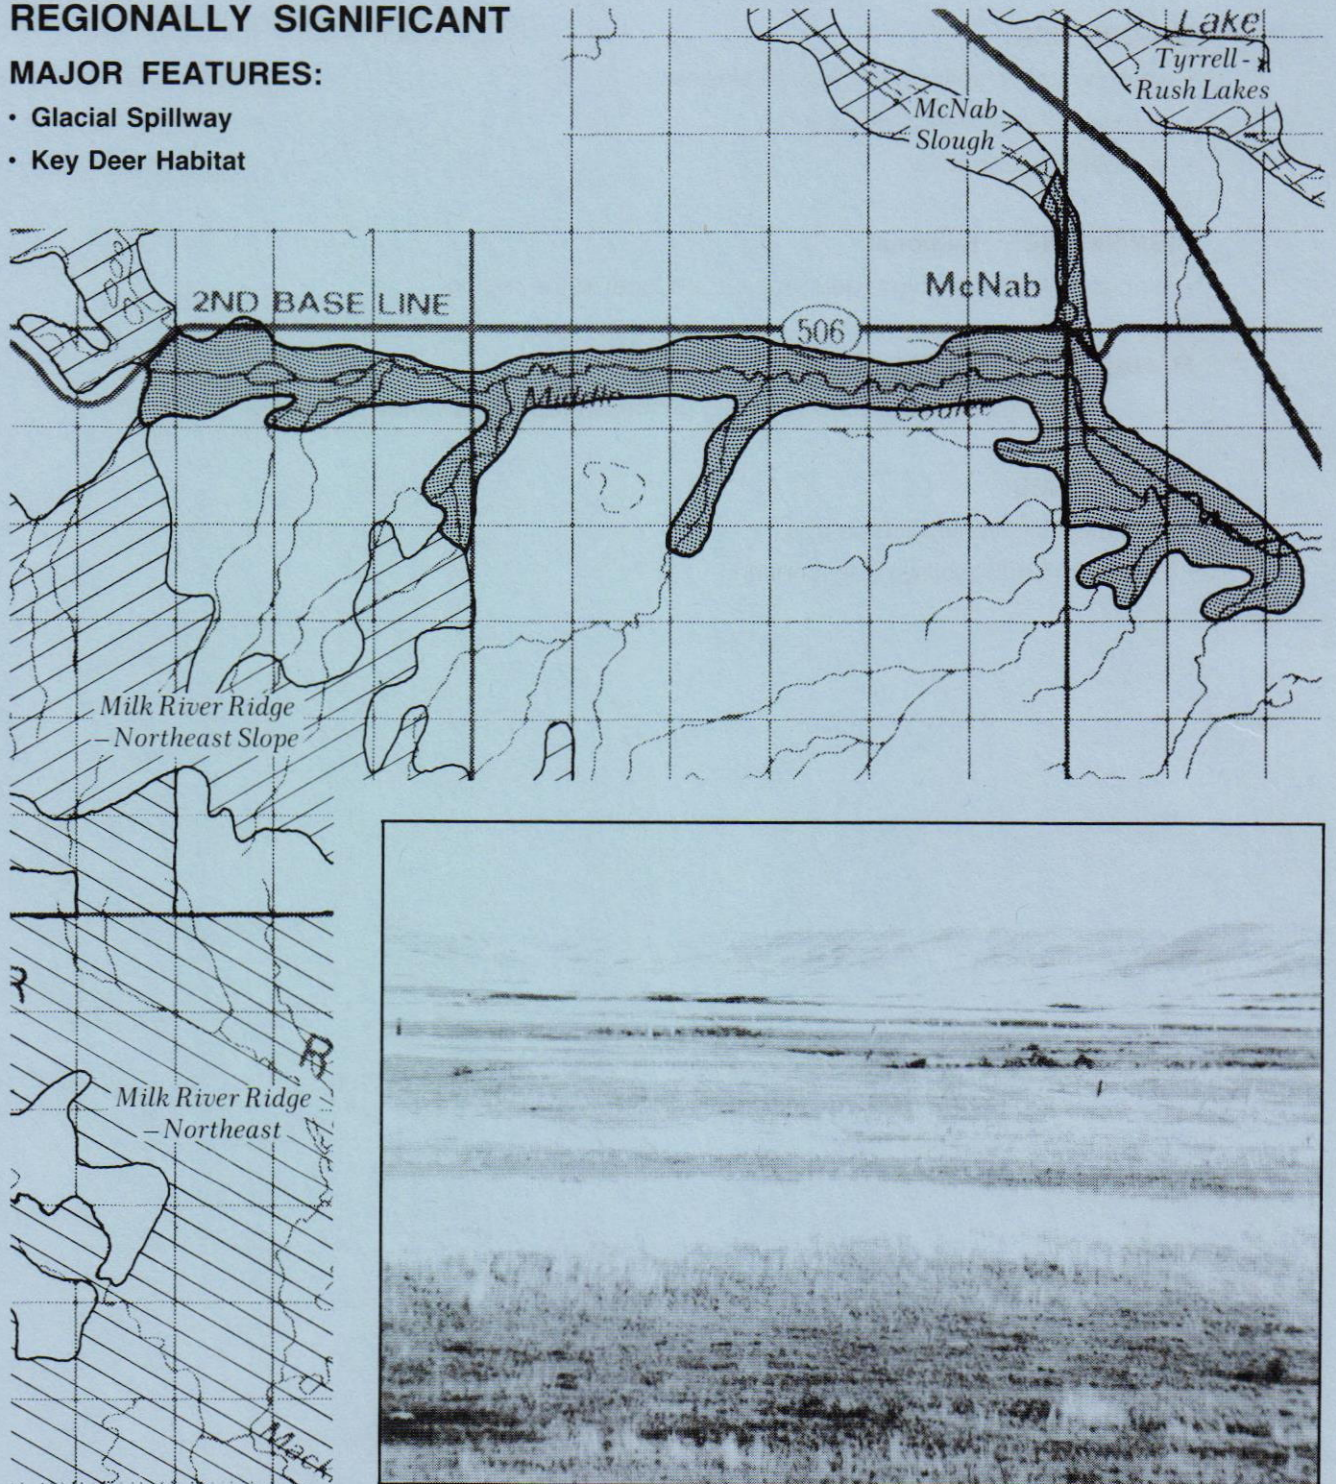 REGIONALLY SIGNIFICANT
MAJOR FEATURES:
• Glacial Spillway
• Key Deer Habitat
Lake
Tyrrell -
Rush Lakes
McNab
Slough
McNab
2ND BASE LINE
506
Middle
Coulee
Milk River Ridge
– Northeast Slope
R
R
Milk River Ridge
– Northeast
Mack